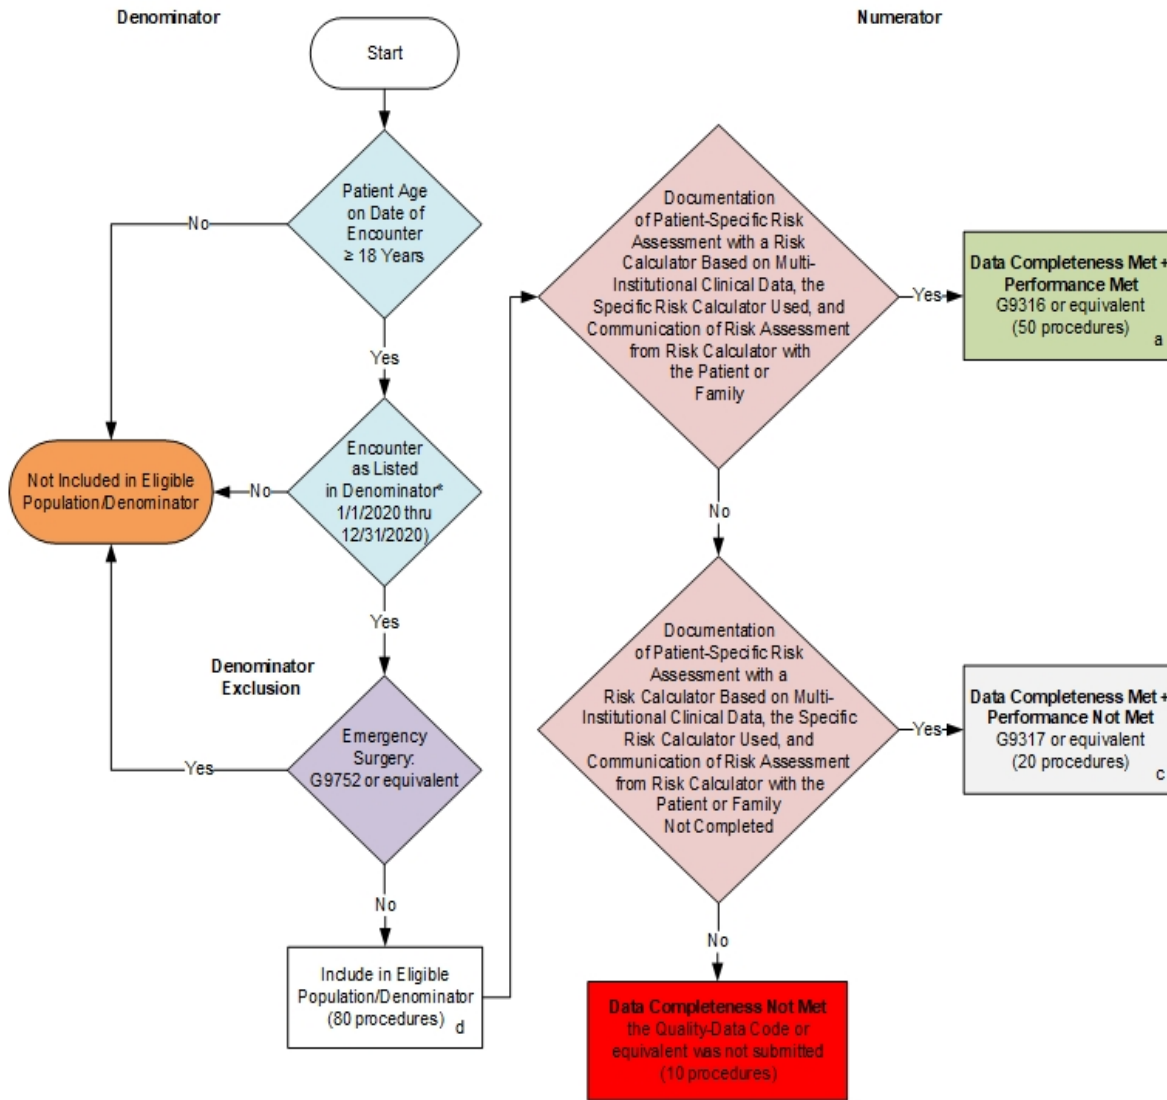 Denominator
Numerator
Start
Patient Age
on Date of
Encounter
≥ 18 Years
No
Yes
Encounter
as Listed
in Denominator*
1/1/2020 thru
12/31/2020)
No
Not Included in Eligible
Population/Denominator
Yes
Denominator
Exclusion
Emergency
Surgery:
G9752 or equivalent
Yes
No
Include in Eligible
Population/Denominator
(80 procedures)
d
Documentation
of Patient-Specific Risk
Assessment with a Risk
Calculator Based on Multi-
Institutional Clinical Data, the
Specific Risk Calculator Used, and
Communication of Risk Assessment
from Risk Calculator with
the Patient or
Family
Yes
Data Completeness Met +
Performance Met
G9316 or equivalent
(50 procedures)
a
No
Documentation
of Patient-Specific Risk
Assessment with a
Risk Calculator Based on Multi-
Institutional Clinical Data, the Specific
Risk Calculator Used, and
Communication of Risk Assessment
from Risk Calculator with the
Patient or Family
Not Completed
Yes
Data Completeness Met +
Performance Not Met
G9317 or equivalent
(20 procedures)
c
No
Data Completeness Not Met
the Quality-Data Code or
equivalent was not submitted
(10 procedures)